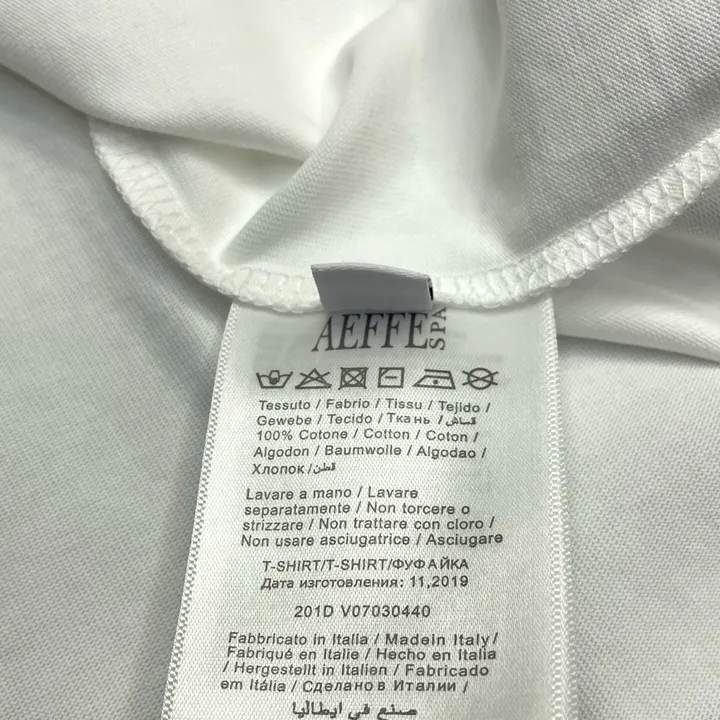 AEFFE SPA
Tessuto / Fabrio / Tissu / Tejido /
Gewebe / Tecido / Ткань / قماش
100% Cotone / Cotton / Coton /
Algodon / Baumwolle / Algodao /
Хлопок / قطن
Lavare a mano / Lavare
separatamente / Non torcere o
strizzare / Non trattare con cloro /
Non usare asciugatrice / Asciugare
T-SHIRT/T-SHIRT/ФУФАЙКА
Дата изготовления: 11,2019
201D V07030440
Fabbricato in Italia / Madein Italy/
Fabriqué en Italie / Hecho en Italia
/ Hergestellt in Italien / Fabricado
em Itália / Сделано в Италии /
صنع في ايطاليا